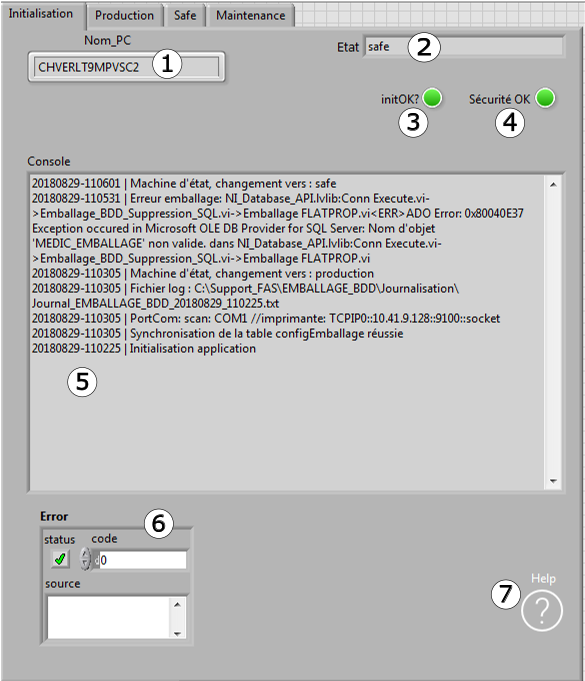 Initialisation Production Safe Maintenance
Nom_PC
Etat safe 2
CHVERLT9MPVSC2 1
initOK? Sécurité OK
3 4
Console
20180829-110601 | Machine d'état, changement vers : safe
20180829-110531 | Erreur emballage: NI_Database_API.lvlib:Conn Execute.vi-
>Emballage_BDD_Suppression_SQL.vi->Emballage FLATPROP.vi<ERR>ADO Error: 0x80040E37
Exception occured in Microsoft OLE DB Provider for SQL Server: Nom d'objet
'MEDIC_EMBALLAGE' non valide. dans NI_Database_API.lvlib:Conn Execute.vi-
>Emballage_BDD_Suppression_SQL.vi->Emballage FLATPROP.vi
20180829-110305 | Machine d'état, changement vers : production
20180829-110305 | Fichier log : C:\Support_FAS\EMBALLAGE_BDD\Journalisation\
Journal_EMBALLAGE_BDD_20180829_110225.txt
20180829-110305 | PortCom: scan: COM1 //imprimante: TCPIP0::10.41.9.128::9100::socket
20180829-110305 | Synchronisation de la table configEmballage réussie
20180829-110225 | Initialisation application
5
Error
6
status code
0
source
Help
7
?